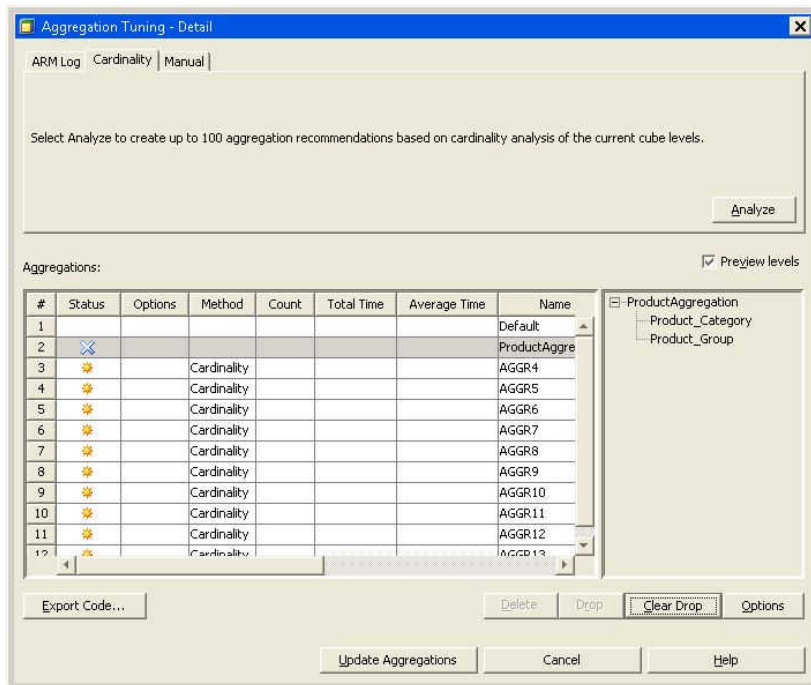 Aggregation Tuning - Detail
ARM Log Cardinality Manual
Select Analyze to create up to 100 aggregation recommendations based on cardinality analysis of the current cube levels.
Analyze
Aggregations:
Preview levels
# Status Options Method Count Total Time Average Time Name
1 Default
2 ProductAggre
3 Cardinality AGGR4
4 Cardinality AGGR5
5 Cardinality AGGR6
6 Cardinality AGGR7
7 Cardinality AGGR8
8 Cardinality AGGR9
9 Cardinality AGGR10
10 Cardinality AGGR11
11 Cardinality AGGR12
12 Cardinality AGGR13
ProductAggregation
Product_Category
Product_Group
Export Code...
Delete Drop Clear Drop Options
Update Aggregations Cancel Help